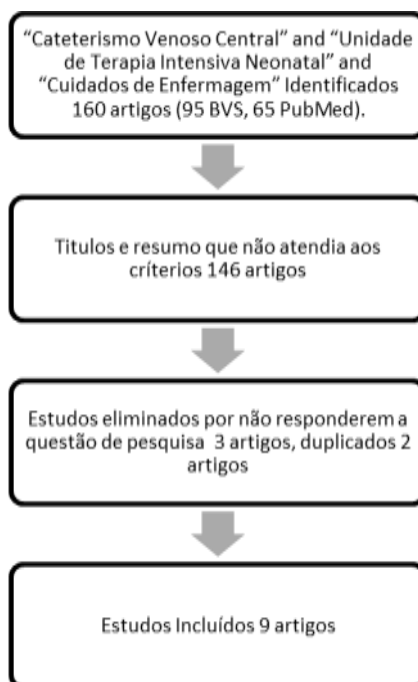 “Cateterismo Venoso Central” and “Unidade
de Terapia Intensiva Neonatal” and
“Cuidados de Enfermagem” Identificados
160 artigos (95 BVS, 65 PubMed).
Titulos e resumo que não atendia aos
críterios 146 artigos
Estudos eliminados por não responderem a
questão de pesquisa 3 artigos, duplicados 2
artigos
Estudos Incluídos 9 artigos